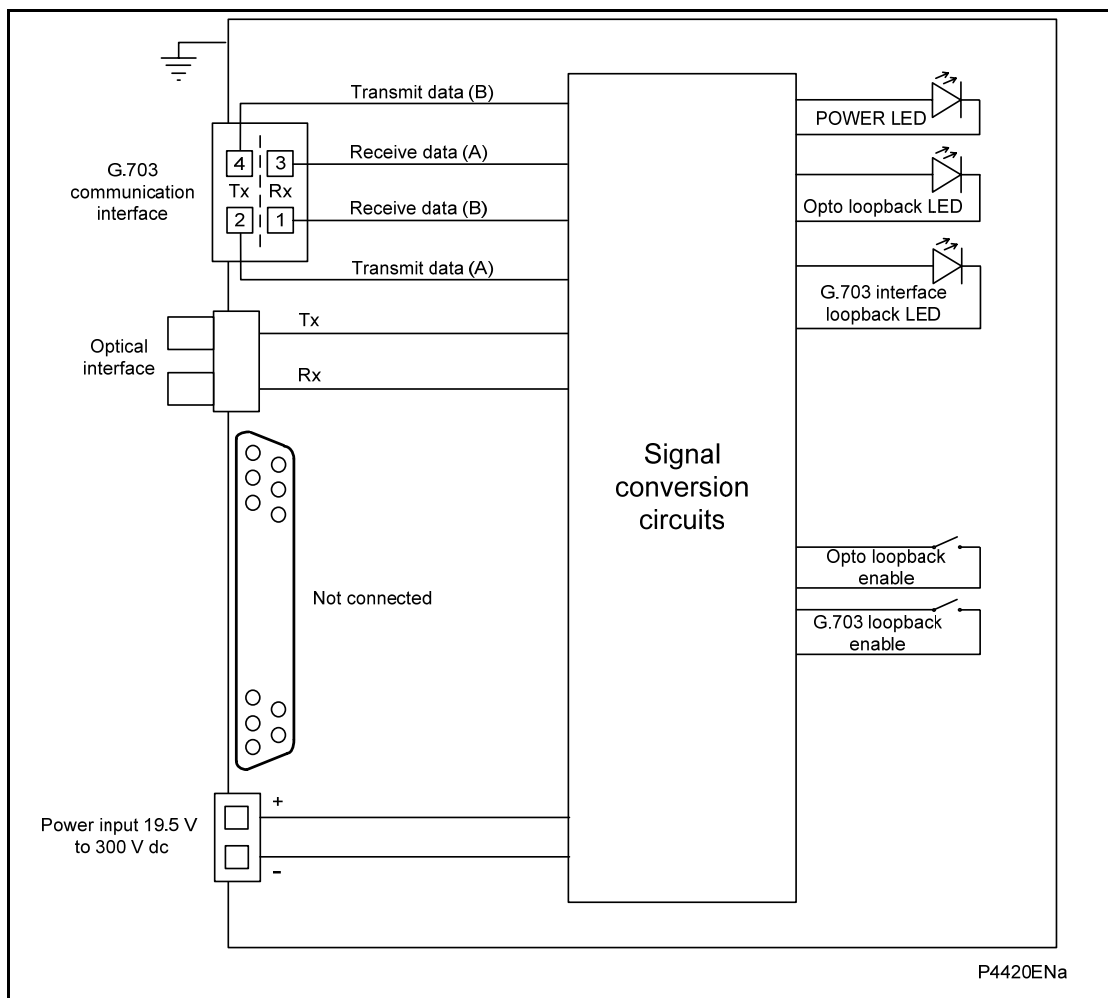 Transmit data (B)
POWER LED
G.703
communication
interface
4
3
Receive data (A)
Tx
Rx
2
1
Receive data (B)
Opto loopback LED
Transmit data (A)
G.703 interface
loopback LED
Optical
interface
Tx
Rx
Signal
conversion
circuits
Opto loopback
enable
Not connected
G.703 loopback
enable
Power input 19.5 V
to 300 V dc
+
-
P4420ENa